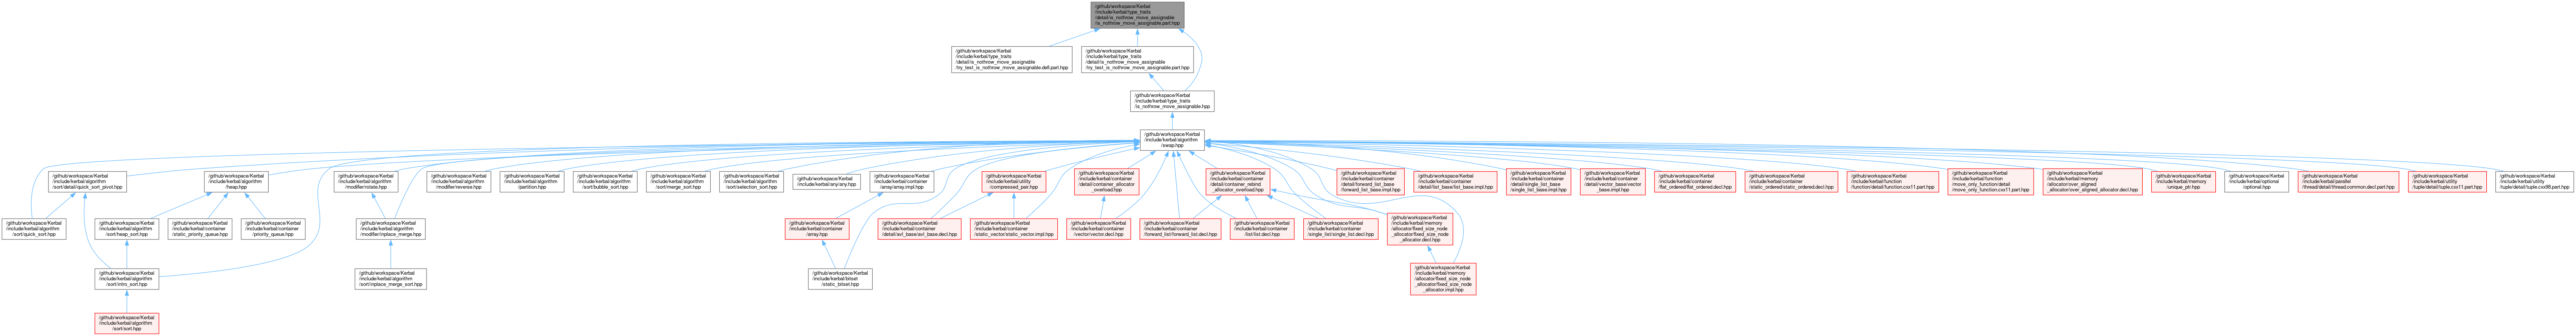 /github/workspace/Kerbal
/include/kerbal/type_traits
/detail/is_nothrow_move_assignable
/is_nothrow_move_assignable.part.hpp
/github/workspace/Kerbal
/include/kerbal/type_traits
/detail/is_nothrow_move_assignable
/try_test_is_nothrow_move_assignable.defl.part.hpp
/github/workspace/Kerbal
/include/kerbal/type_traits
/detail/is_nothrow_move_assignable
/try_test_is_nothrow_move_assignable.part.hpp
/github/workspace/Kerbal
/include/kerbal/type_traits
/is_nothrow_move_assignable.hpp
/github/workspace/Kerbal
/include/kerbal/algorithm
/swap.hpp
/github/workspace/Kerbal
/include/kerbal/algorithm
/sort/detail/quick_sort_pivot.hpp
/github/workspace/Kerbal
/include/kerbal/algorithm
/heap.hpp
/github/workspace/Kerbal
/include/kerbal/algorithm
/modifier/rotate.hpp
/github/workspace/Kerbal
/include/kerbal/algorithm
/modifier/reverse.hpp
/github/workspace/Kerbal
/include/kerbal/algorithm
/partition.hpp
/github/workspace/Kerbal
/include/kerbal/algorithm
/sort/bubble_sort.hpp
/github/workspace/Kerbal
/include/kerbal/algorithm
/sort/merge_sort.hpp
/github/workspace/Kerbal
/include/kerbal/algorithm
/sort/selection_sort.hpp
/github/workspace/Kerbal
/include/kerbal/any/any.hpp
/github/workspace/Kerbal
/include/kerbal/container
/array/array.impl.hpp
/github/workspace/Kerbal
/include/kerbal/utility
/compressed_pair.hpp
/github/workspace/Kerbal
/include/kerbal/container
/detail/container_allocator
_overload.hpp
/github/workspace/Kerbal
/include/kerbal/container
/detail/container_rebind
_allocator_overload.hpp
/github/workspace/Kerbal
/include/kerbal/container
/detail/forward_list_base
/forward_list_base.impl.hpp
/github/workspace/Kerbal
/include/kerbal/container
/detail/list_base/list_base.impl.hpp
/github/workspace/Kerbal
/include/kerbal/container
/detail/single_list_base
/single_list_base.impl.hpp
/github/workspace/Kerbal
/include/kerbal/container
/detail/vector_base/vector
_base.impl.hpp
/github/workspace/Kerbal
/include/kerbal/container
/flat_ordered/flat_ordered.decl.hpp
/github/workspace/Kerbal
/include/kerbal/container
/static_ordered/static_ordered.decl.hpp
/github/workspace/Kerbal
/include/kerbal/function
/function/detail/function.cxx11.part.hpp
/github/workspace/Kerbal
/include/kerbal/function
/move_only_function/detail
/move_only_function.cxx11.part.hpp
/github/workspace/Kerbal
/include/kerbal/memory
/allocator/over_aligned
_allocator/over_aligned_allocator.decl.hpp
/github/workspace/Kerbal
/include/kerbal/memory
/unique_ptr.hpp
/github/workspace/Kerbal
/include/kerbal/optional
/optional.hpp
/github/workspace/Kerbal
/include/kerbal/parallel
/thread/detail/thread.common.decl.part.hpp
/github/workspace/Kerbal
/include/kerbal/utility
/tuple/detail/tuple.cxx11.part.hpp
/github/workspace/Kerbal
/include/kerbal/utility
/tuple/detail/tuple.cxx98.part.hpp
/github/workspace/Kerbal
/include/kerbal/algorithm
/sort/quick_sort.hpp
/github/workspace/Kerbal
/include/kerbal/algorithm
/sort/heap_sort.hpp
/github/workspace/Kerbal
/include/kerbal/container
/static_priority_queue.hpp
/github/workspace/Kerbal
/include/kerbal/container
/priority_queue.hpp
/github/workspace/Kerbal
/include/kerbal/algorithm
/modifier/inplace_merge.hpp
/github/workspace/Kerbal
/include/kerbal/container
/array.hpp
/github/workspace/Kerbal
/include/kerbal/container
/detail/avl_base/avl_base.decl.hpp
/github/workspace/Kerbal
/include/kerbal/container
/static_vector/static_vector.impl.hpp
/github/workspace/Kerbal
/include/kerbal/container
/vector/vector.decl.hpp
/github/workspace/Kerbal
/include/kerbal/container
/forward_list/forward_list.decl.hpp
/github/workspace/Kerbal
/include/kerbal/container
/list/list.decl.hpp
/github/workspace/Kerbal
/include/kerbal/container
/single_list/single_list.decl.hpp
/github/workspace/Kerbal
/include/kerbal/memory
/allocator/fixed_size_node
_allocator/fixed_size_node
_allocator.decl.hpp
/github/workspace/Kerbal
/include/kerbal/algorithm
/sort/intro_sort.hpp
/github/workspace/Kerbal
/include/kerbal/algorithm
/sort/inplace_merge_sort.hpp
/github/workspace/Kerbal
/include/kerbal/bitset
/static_bitset.hpp
/github/workspace/Kerbal
/include/kerbal/memory
/allocator/fixed_size_node
_allocator/fixed_size_node
_allocator.impl.hpp
/github/workspace/Kerbal
/include/kerbal/algorithm
/sort/sort.hpp